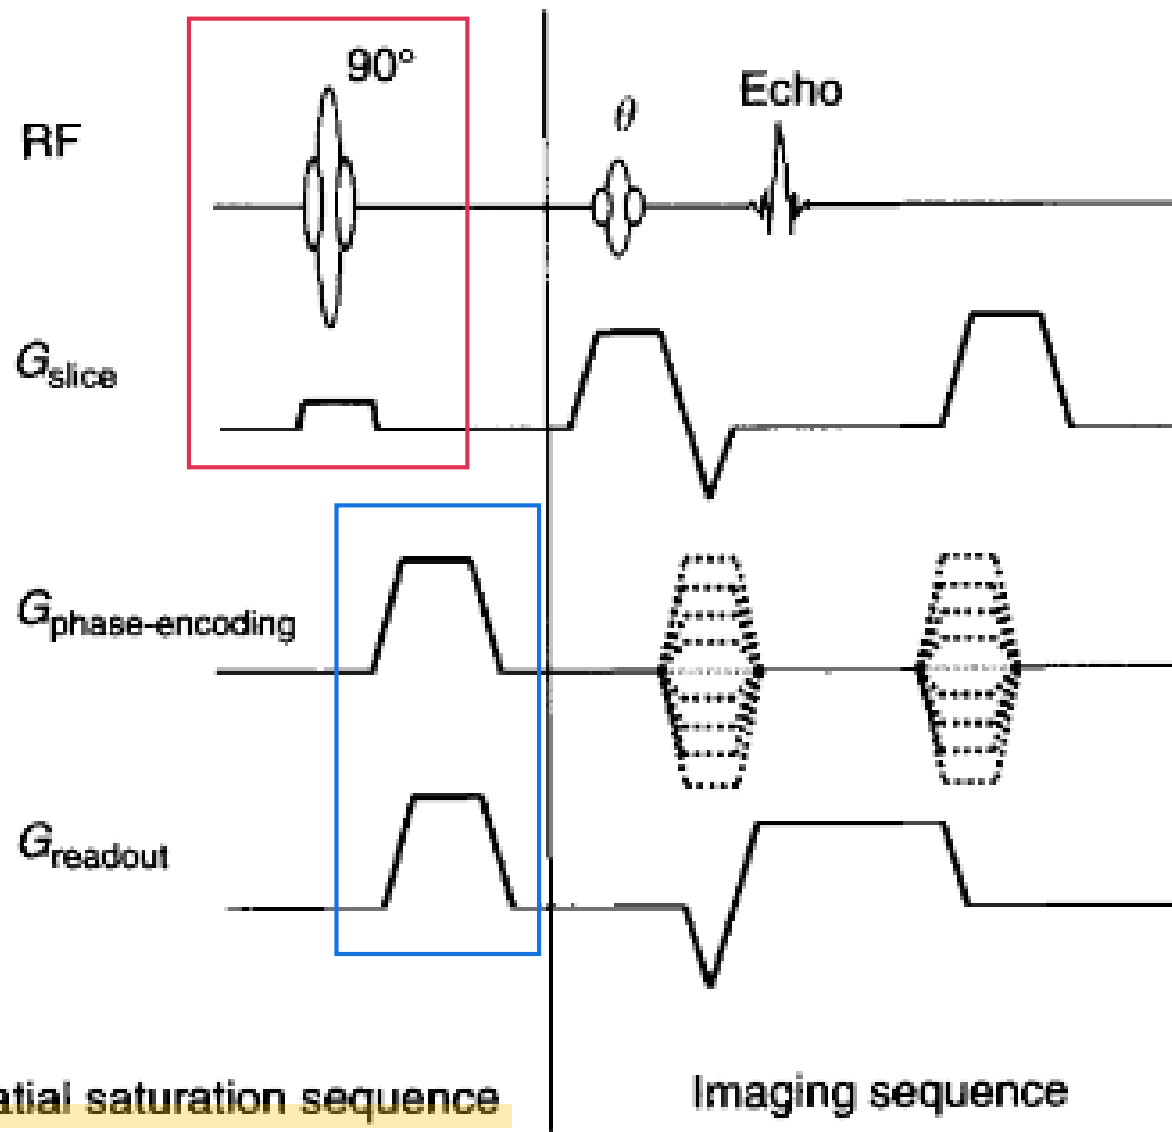 90°
RF
θ
Echo
Gslice
Gphase-encoding
Greadout
atial saturation sequence
Imaging sequence